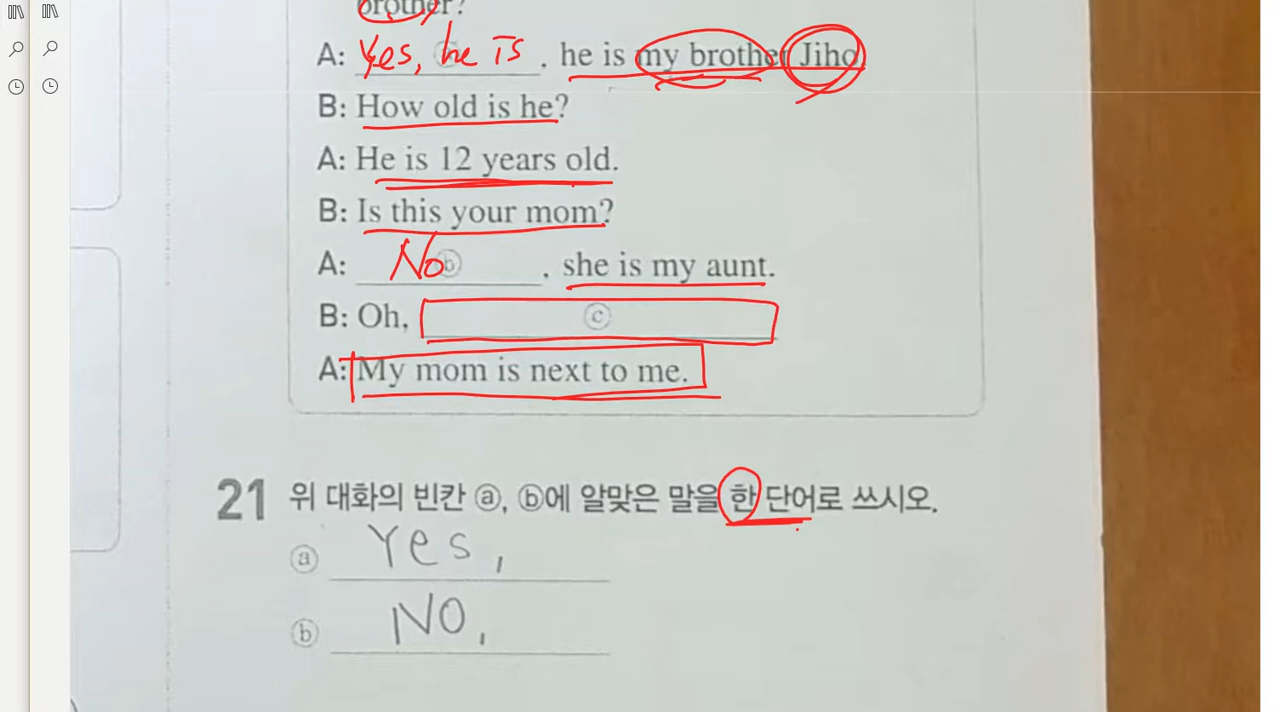 brother?
A: Yes, he is . he is my brother Jiho
B: How old is he?
A: He is 12 years old.
B: Is this your mom?
A: No ⓑ . she is my aunt.
B: Oh, ⓒ
A: My mom is next to me.
21 위 대화의 빈칸 ⓐ, ⓑ에 알맞은 말을 한 단어로 쓰시오.
ⓐ Yes,
ⓑ NO,